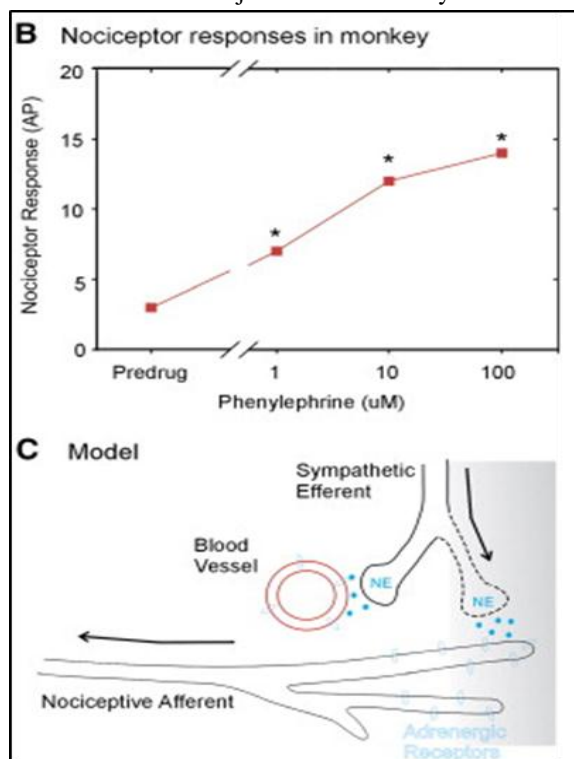 B Nociceptor responses in monkey
20
15
10
5
0
Nociceptor Response (AP)
* * *
Predrug 1 10 100
Phenylephrine (uM)
C Model
Sympathetic
Efferent
Blood
Vessel
NE
NE
Nociceptive Afferent
Adrenergic
Receptors